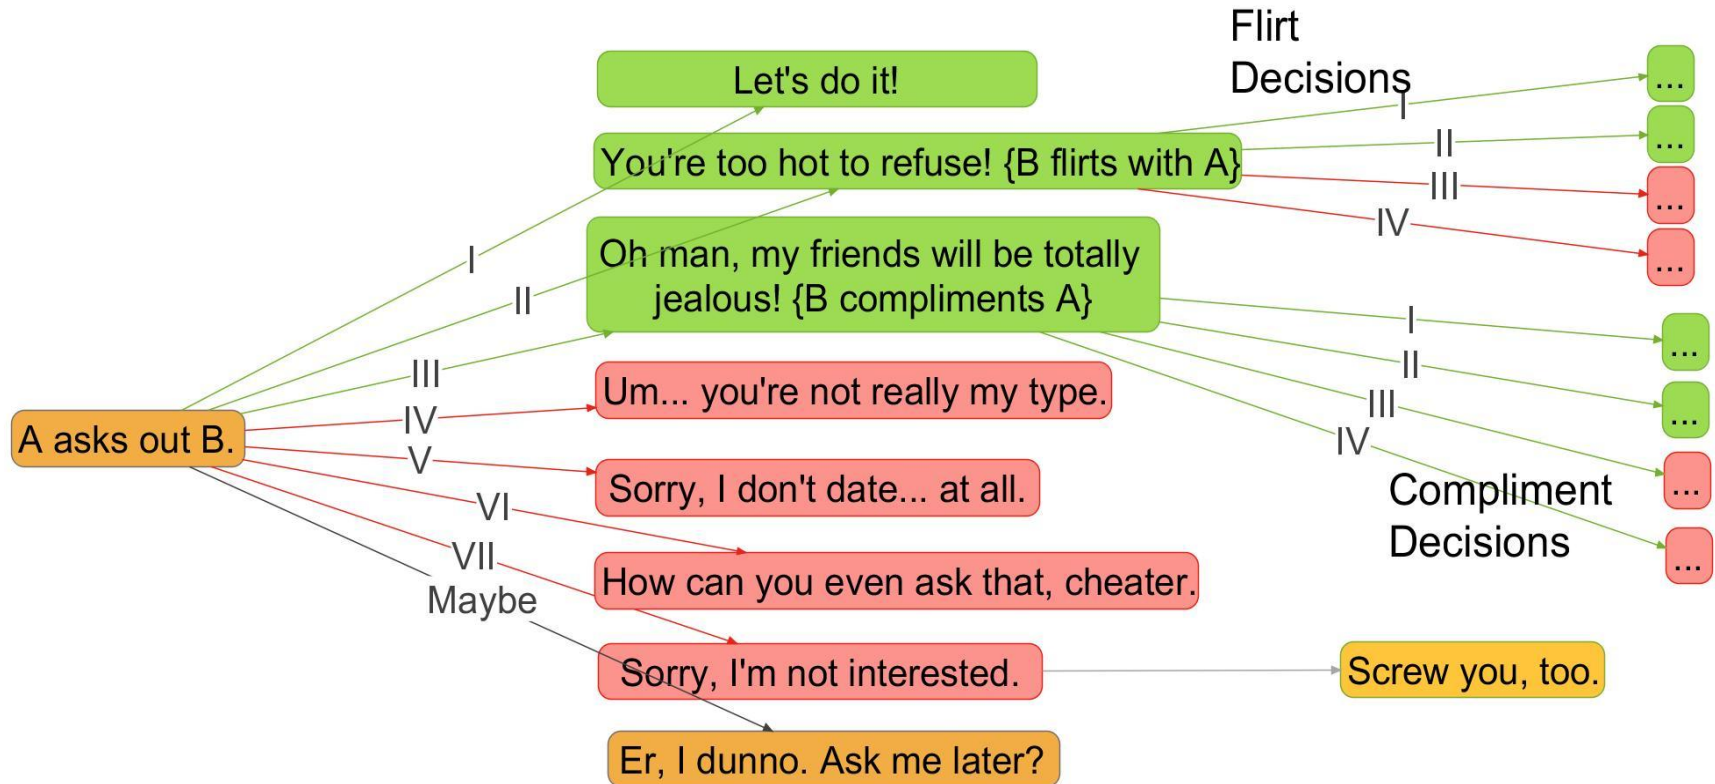 Flirt
Decisions
Let's do it!
...
I
You're too hot to refuse! {B flirts with A}
II
...
III
...
IV
...
Oh man, my friends will be totally
jealous! {B compliments A}
I
II
I
...
II
...
III
IV
...
Compliment
Decisions
...
III
Um... you're not really my type.
IV
A asks out B.
V
Sorry, I don't date... at all.
VI
How can you even ask that, cheater.
VII
Maybe
Sorry, I'm not interested.
Screw you, too.
Er, I dunno. Ask me later?